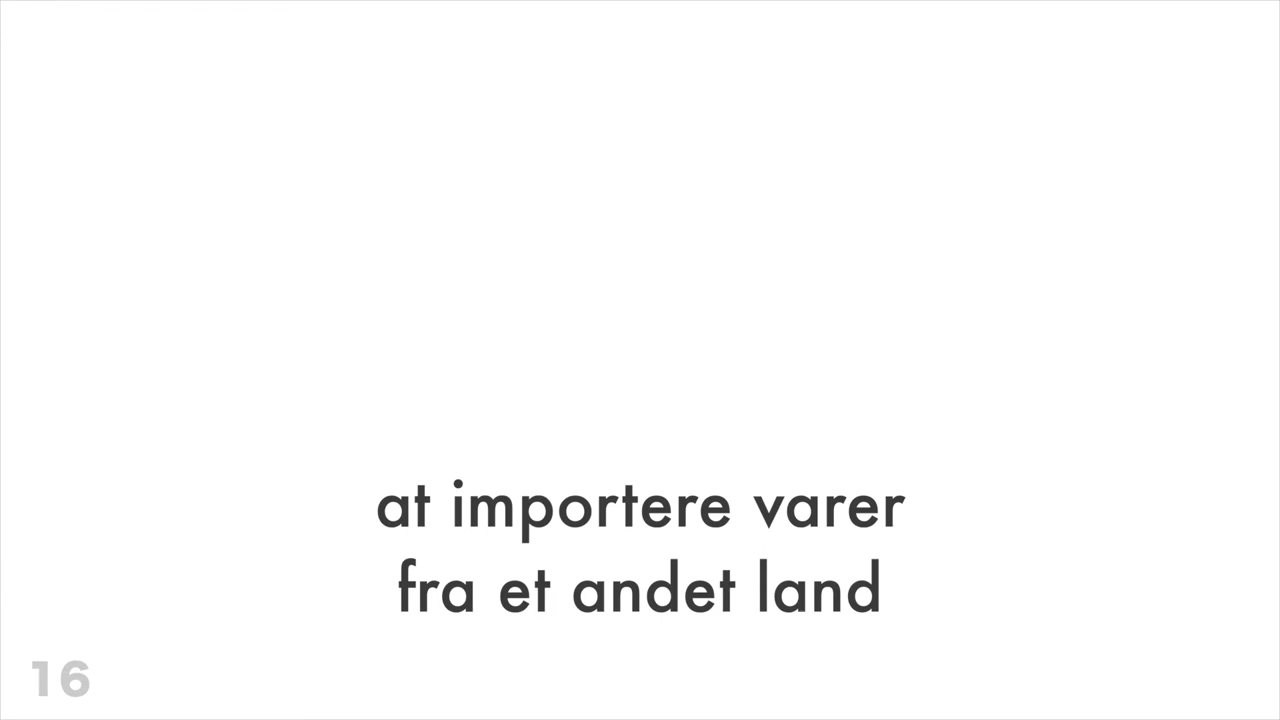 at importere varer
fra et andet land
16